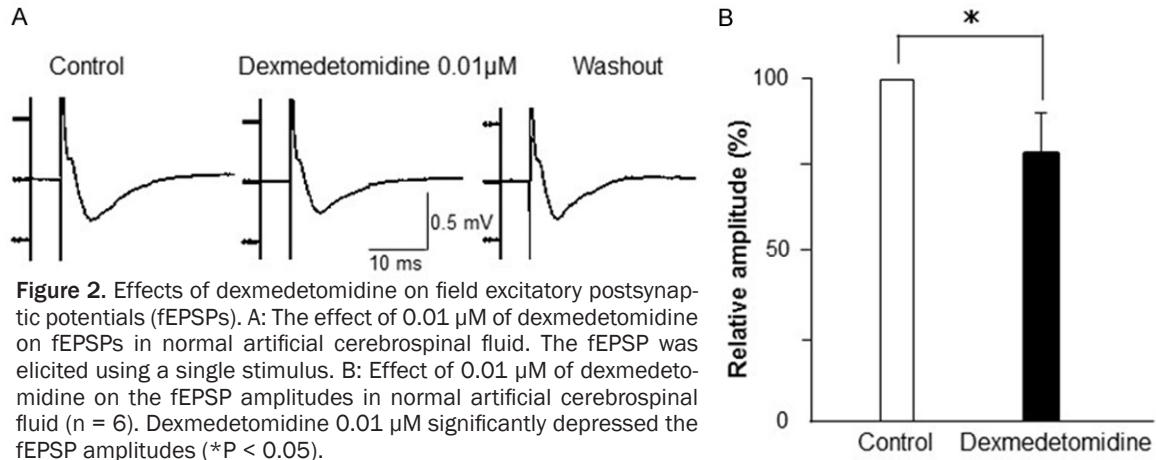 A
Control
Dexmedetomidine 0.01μM
Washout
0.5 mV
10 ms
Figure 2. Effects of dexmedetomidine on field excitatory postsynap-
tic potentials (fEPSPs). A: The effect of 0.01 μM of dexmedetomidine
on fEPSPs in normal artificial cerebrospinal fluid. The fEPSP was
elicited using a single stimulus. B: Effect of 0.01 μM of dexmedeto-
midine on the fEPSP amplitudes in normal artificial cerebrospinal
fluid (n = 6). Dexmedetomidine 0.01 μM significantly depressed the
fEPSP amplitudes (*P < 0.05).
B
*
Relative amplitude (%)
100
50
0
Control
Dexmedetomidine